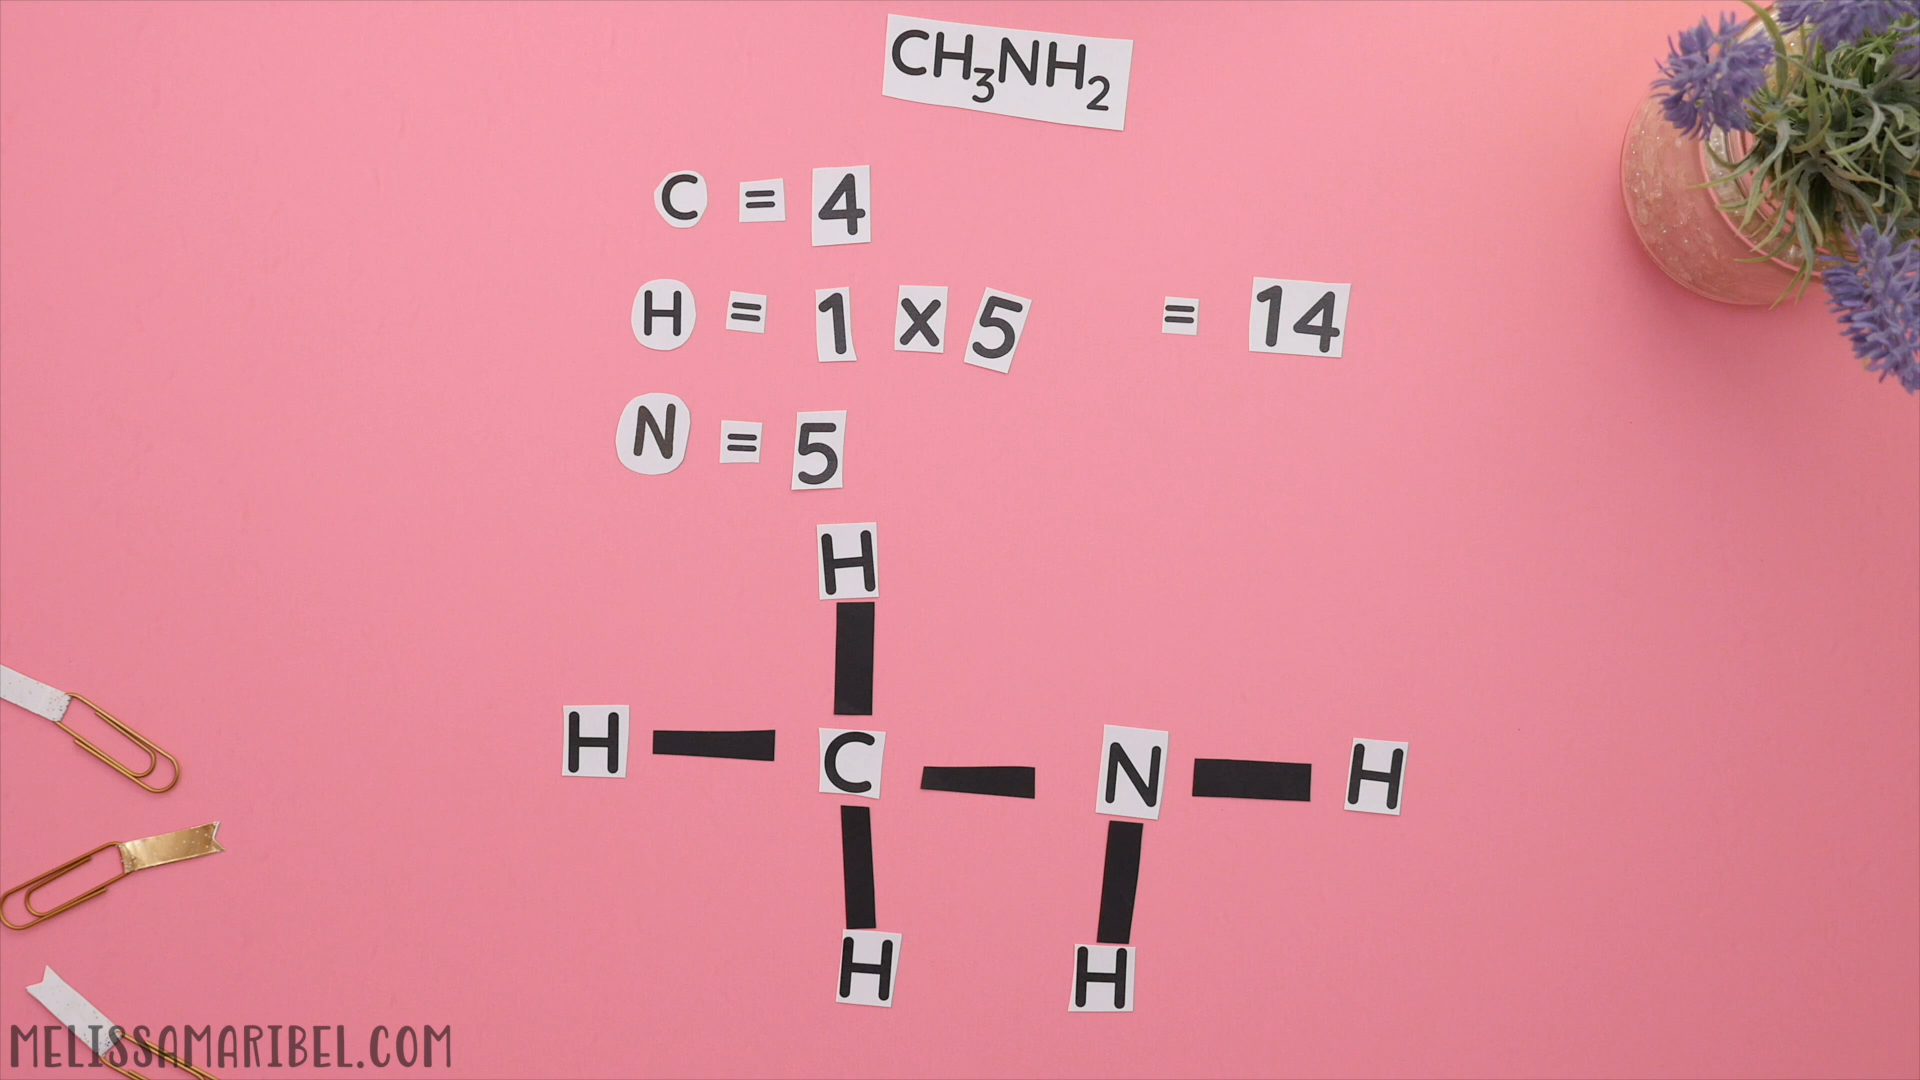 CH₃NH₂
C = 4
H = 1 x 5 = 14
N = 5
H
H C N H
H H
MELISSAMARIBEL.COM